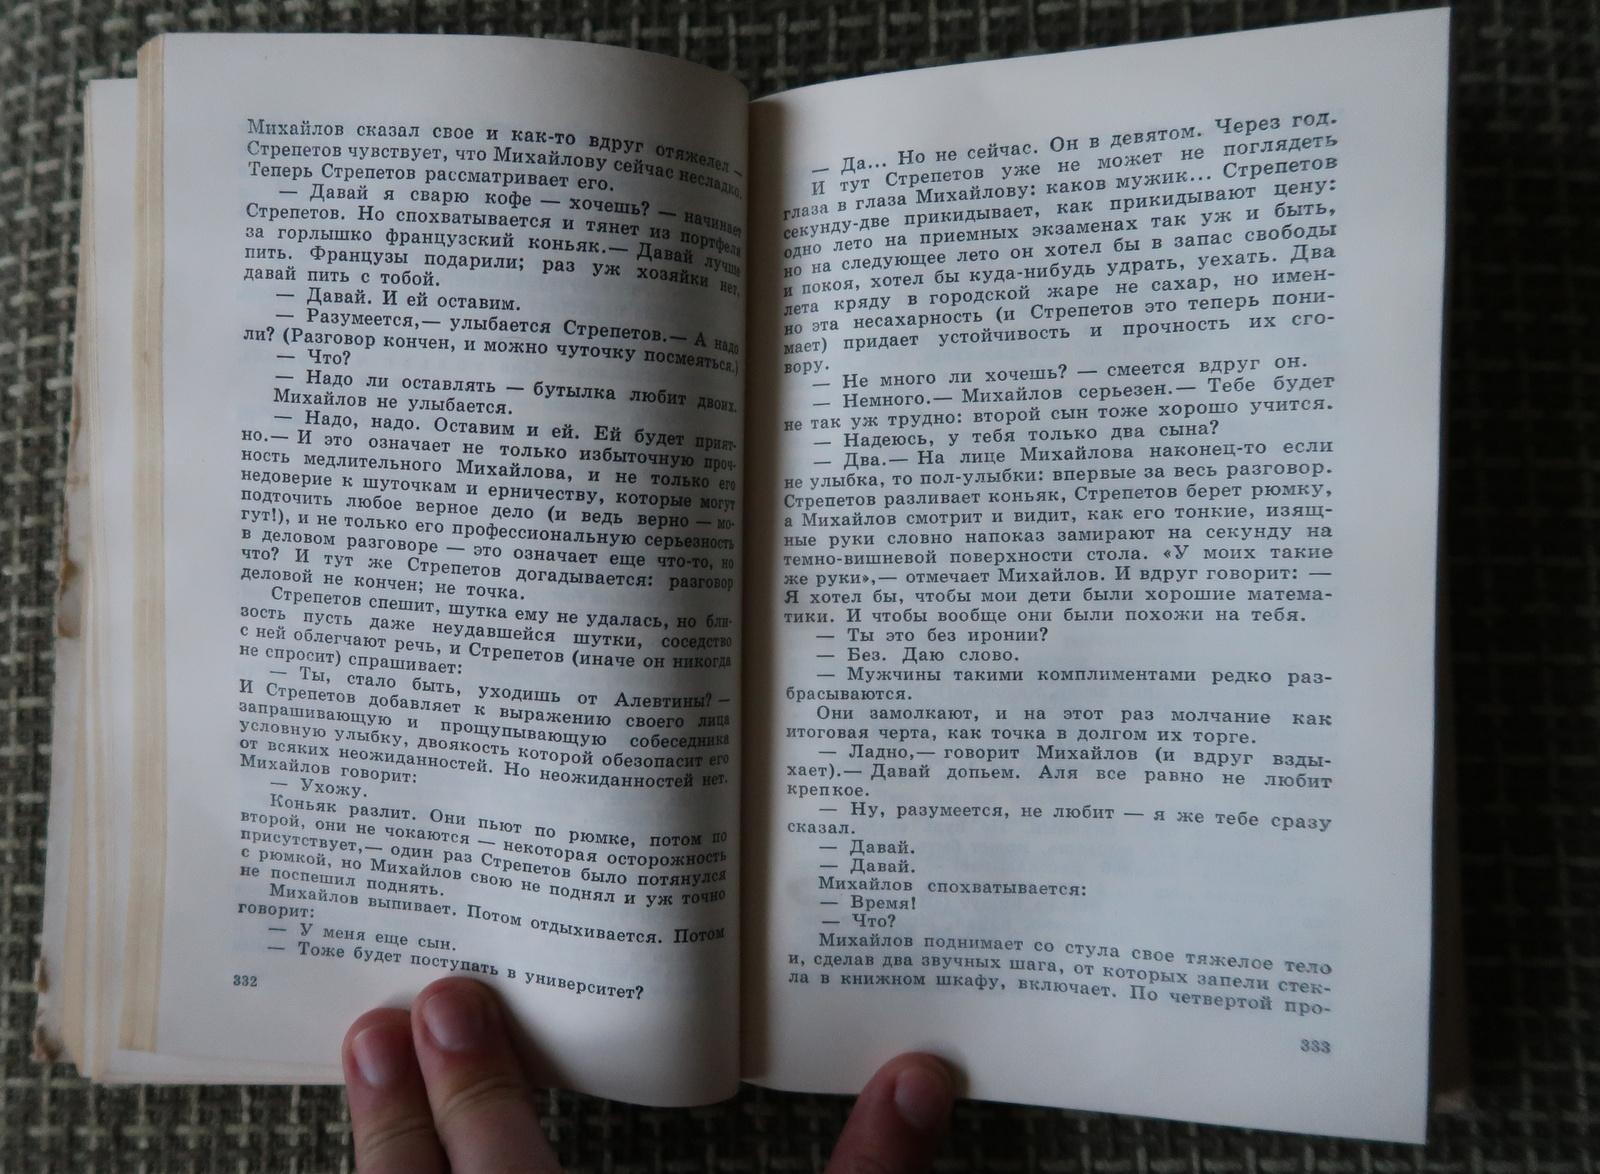 Михайлов сказал свое и как-то вдруг отяжелел —
Стрепетов чувствует, что Михайлову сейчас несладко.
Теперь Стрепетов рассматривает его.
— Давай я сварю кофе — хочешь? — начинает
Стрепетов. Но спохватывается и тянет из портфеля
за горлышко французский коньяк.— Давай лучше
пить. Французы подарили; раз уж хозяйки нет,
давай пить с тобой.
— Давай. И ей оставим.
— Разумеется,— улыбается Стрепетов.— А надо
ли? (Разговор кончен, и можно чуточку посмеяться.)
— Что?
— Надо ли оставлять — бутылка любит двоих.
Михайлов не улыбается.
— Надо, надо. Оставим и ей. Ей будет прият-
но.— И это означает не только избыточную проч-
ность медлительного Михайлова, и не только его
недоверие к шуточкам и ерничеству, которые могут
подточить любое верное дело (и ведь верно — мо-
гут!), и не только его профессиональную серьезность
в деловом разговоре — это означает еще что-то, но
что? И тут же Стрепетов догадывается: разговор
деловой не кончен; не точка.
Стрепетов спешит, шутка ему не удалась, но бли-
зость пусть даже неудавшейся шутки, соседство
с ней облегчают речь, и Стрепетов (иначе он никогда
не спросит) спрашивает:
— Ты, стало быть, уходишь от Алевтины? —
И Стрепетов добавляет к выражению своего лица
запрашивающую и прощупывающую собеседника
условную улыбку, двоякость которой обезопасит его
от всяких неожиданностей. Но неожиданностей нет.
Михайлов говорит:
— Ухожу.
Коньяк разлит. Они пьют по рюмке, потом по
второй, они не чокаются — некоторая осторожность
присутствует,— один раз Стрепетов было потянулся
с рюмкой, но Михайлов свою не поднял и уж точно
не поспешил поднять.
Михайлов выпивает. Потом отдыхивается. Потом
говорит:
— У меня еще сын.
— Тоже будет поступать в университет?
332
— Да... Но не сейчас. Он в девятом. Через год.
И тут Стрепетов уже не может не поглядеть
глаза в глаза Михайлову: каков мужик... Стрепетов
секунду-две прикидывает, как прикидывают цену:
одно лето на приемных экзаменах так уж и быть,
но на следующее лето он хотел бы в запас свободы
и покоя, хотел бы куда-нибудь удрать, уехать. Два
лета кряду в городской жаре не сахар, но имен-
но эта несахарность (и Стрепетов это теперь пони-
мает) придает устойчивость и прочность их сго-
вору.
— Не много ли хочешь? — смеется вдруг он.
— Немного.— Михайлов серьезен.— Тебе будет
не так уж трудно: второй сын тоже хорошо учится.
— Надеюсь, у тебя только два сына?
— Два.— На лице Михайлова наконец-то если
не улыбка, то пол-улыбки: впервые за весь разговор.
Стрепетов разливает коньяк, Стрепетов берет рюмку,
а Михайлов смотрит и видит, как его тонкие, изящ-
ные руки словно напоказ замирают на секунду на
темно-вишневой поверхности стола. «У моих такие
же руки»,— отмечает Михайлов. И вдруг говорит: —
Я хотел бы, чтобы мои дети были хорошие матема-
тики. И чтобы вообще они были похожи на тебя.
— Ты это без иронии?
— Без. Даю слово.
— Мужчины такими комплиментами редко раз-
брасываются.
Они замолкают, и на этот раз молчание как
итоговая черта, как точка в долгом их торге.
— Ладно,— говорит Михайлов (и вдруг взды-
хает).— Давай допьем. Аля все равно не любит
крепкое.
— Ну, разумеется, не любит — я же тебе сразу
сказал.
— Давай.
— Давай.
Михайлов спохватывается:
— Время!
— Что?
Михайлов поднимает со стула свое тяжелое тело
и, сделав два звучных шага, от которых запели стек-
ла в книжном шкафу, включает. По четвертой про-
333